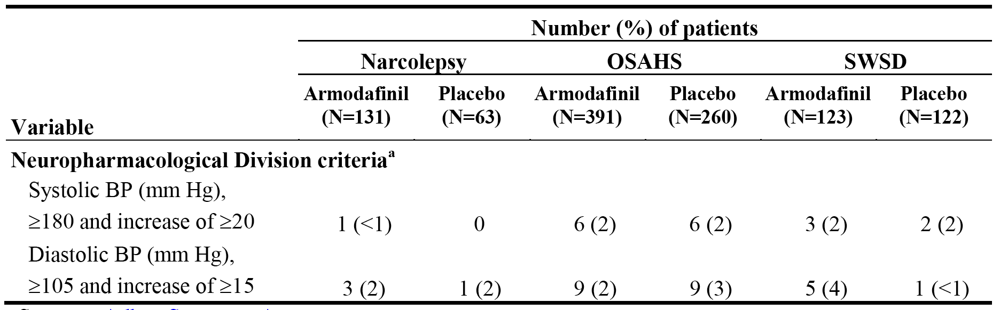 Number (%) of patients
Narcolepsy OSAHS SWSD
Armodafinil Placebo Armodafinil Placebo Armodafinil Placebo
Variable (N=131) (N=63) (N=391) (N=260) (N=123) (N=122)
Neuropharmacological Division criteriaᵃ
Systolic BP (mm Hg),
≥180 and increase of ≥20 1 (<1) 0 6 (2) 6 (2) 3 (2) 2 (2)
Diastolic BP (mm Hg),
≥105 and increase of ≥15 3 (2) 1 (2) 9 (2) 9 (3) 5 (4) 1 (<1)